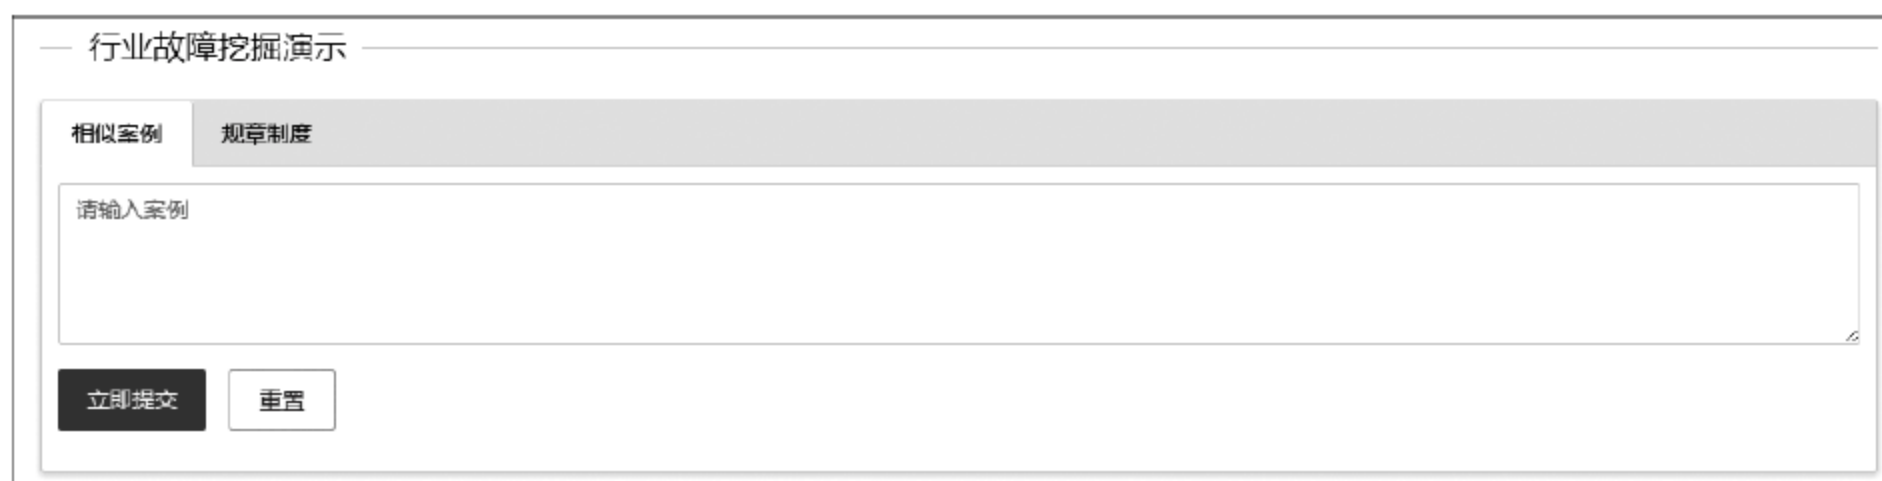 行业故障挖掘演示
相似案例 规章制度
请输入案例
立即提交 重置